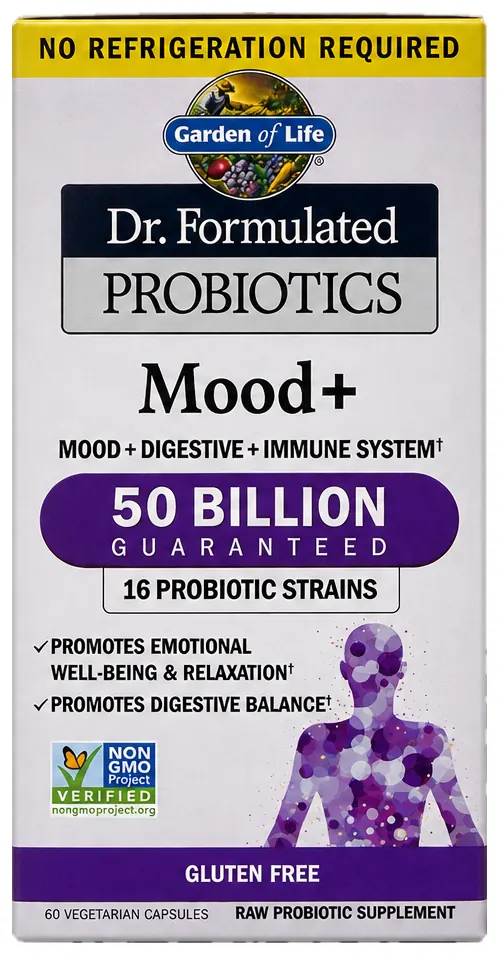 NO REFRIGERATION REQUIRED
Garden of Life
®
Dr. Formulated
PROBIOTICS
Mood+
MOOD + DIGESTIVE + IMMUNE SYSTEM†
50 BILLION
GUARANTEED
16 PROBIOTIC STRAINS
✓PROMOTES EMOTIONAL
WELL-BEING & RELAXATION†
✓PROMOTES DIGESTIVE BALANCE†
NON
GMO
Project
VERIFIED
nongmoproject.org
GLUTEN FREE
60 VEGETARIAN CAPSULES RAW PROBIOTIC SUPPLEMENT